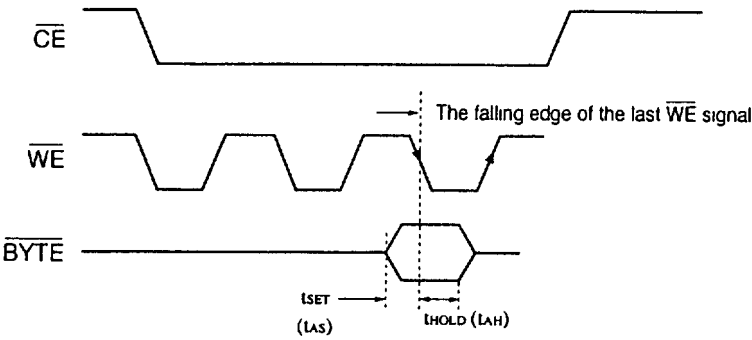 CE
The falling edge of the last WE signal
WE
BYTE
tSET
(tAS)
tHOLD (tAH)